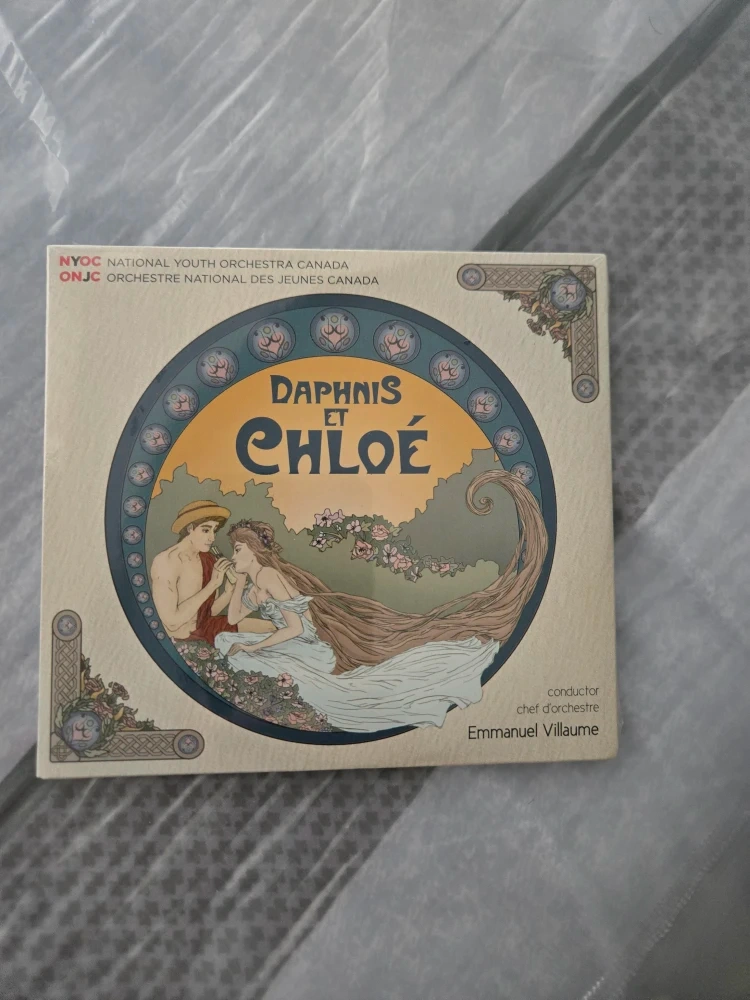 NYOC NATIONAL YOUTH ORCHESTRA CANADA
ONJC ORCHESTRE NATIONAL DES JEUNES CANADA
DAPHNIS
ET
CHLOÉ
conductor
chef d'orchestre
Emmanuel Villaume